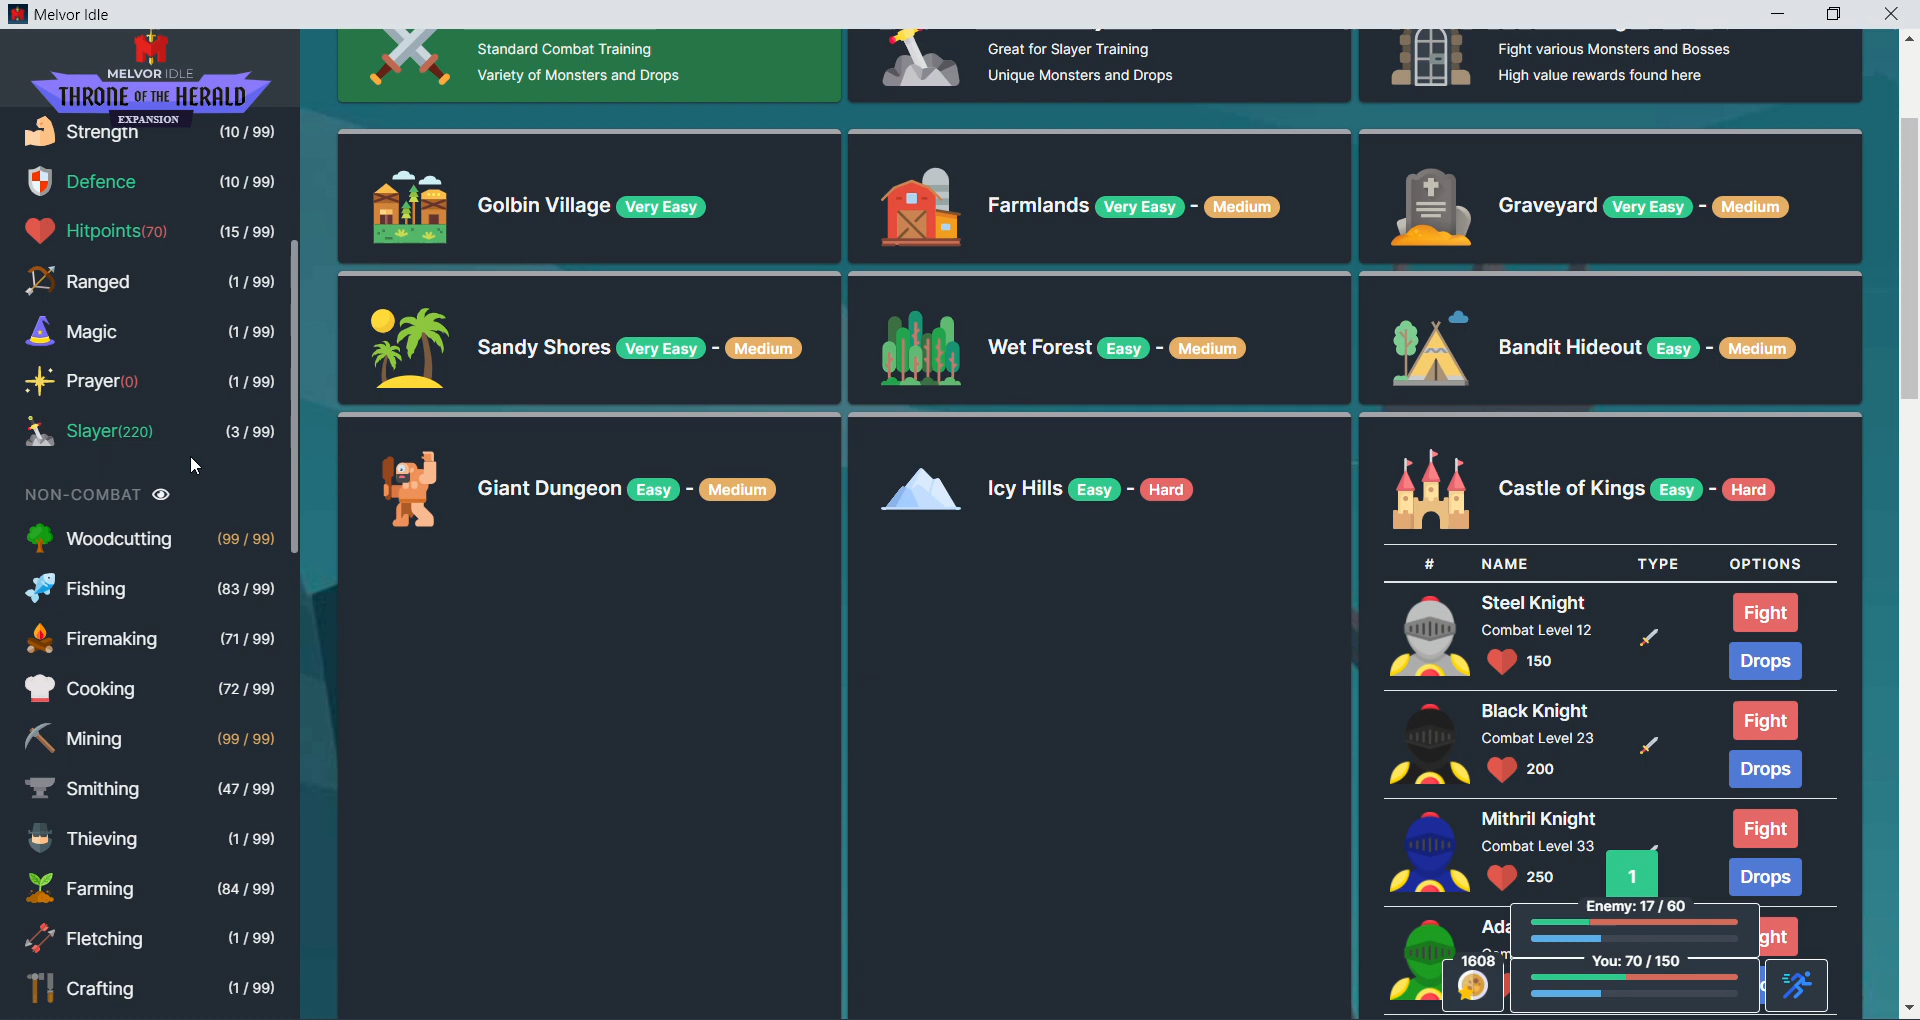 Melvor Idle
MELVOR IDLE
THRONE OF THE HERALD
EXPANSION
Strength (10 / 99)
Defence (10 / 99)
Hitpoints(70) (15 / 99)
Ranged (1 / 99)
Magic (1 / 99)
Prayer(0) (1 / 99)
Slayer(220) (3 / 99)
NON-COMBAT
Woodcutting (99 / 99)
Fishing (83 / 99)
Firemaking (71 / 99)
Cooking (72 / 99)
Mining (99 / 99)
Smithing (47 / 99)
Thieving (1 / 99)
Farming (84 / 99)
Fletching (1 / 99)
Crafting (1 / 99)
Standard Combat Training
Variety of Monsters and Drops
Great for Slayer Training
Unique Monsters and Drops
Fight various Monsters and Bosses
High value rewards found here
Golbin Village Very Easy
Farmlands Very Easy - Medium
Graveyard Very Easy - Medium
Sandy Shores Very Easy - Medium
Wet Forest Easy - Medium
Bandit Hideout Easy - Medium
Giant Dungeon Easy - Medium
Icy Hills Easy - Hard
Castle of Kings Easy - Hard
# NAME TYPE OPTIONS
Steel Knight
Combat Level 12
150
Fight
Drops
Black Knight
Combat Level 23
200
Fight
Drops
Mithril Knight
Combat Level 33
250
Fight
Drops
1
Enemy: 17 / 60
1608
You: 70 / 150